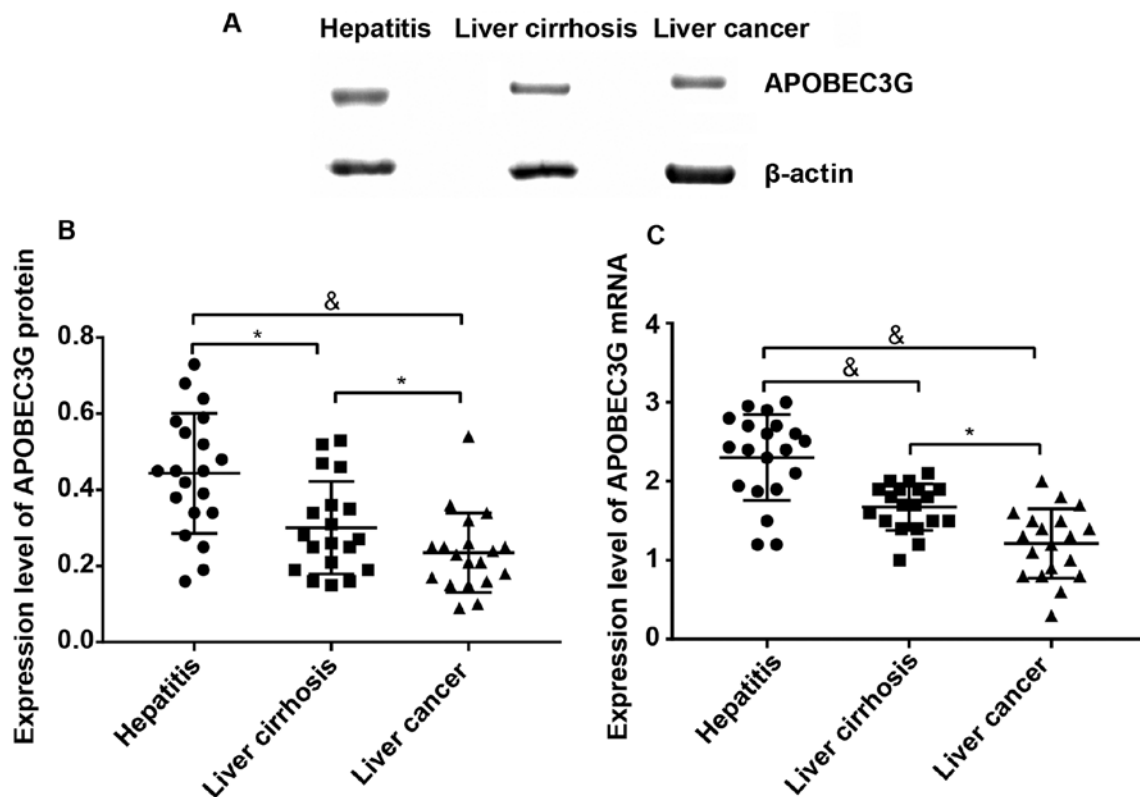 A
Hepatitis Liver cirrhosis Liver cancer
APOBEC3G
β-actin
B
Expression level of APOBEC3G protein
0.8
0.6
0.4
0.2
0.0
&
*
*
Hepatitis
Liver cirrhosis
Liver cancer
C
Expression level of APOBEC3G mRNA
4
3
2
1
0
&
&
*
Hepatitis
Liver cirrhosis
Liver cancer